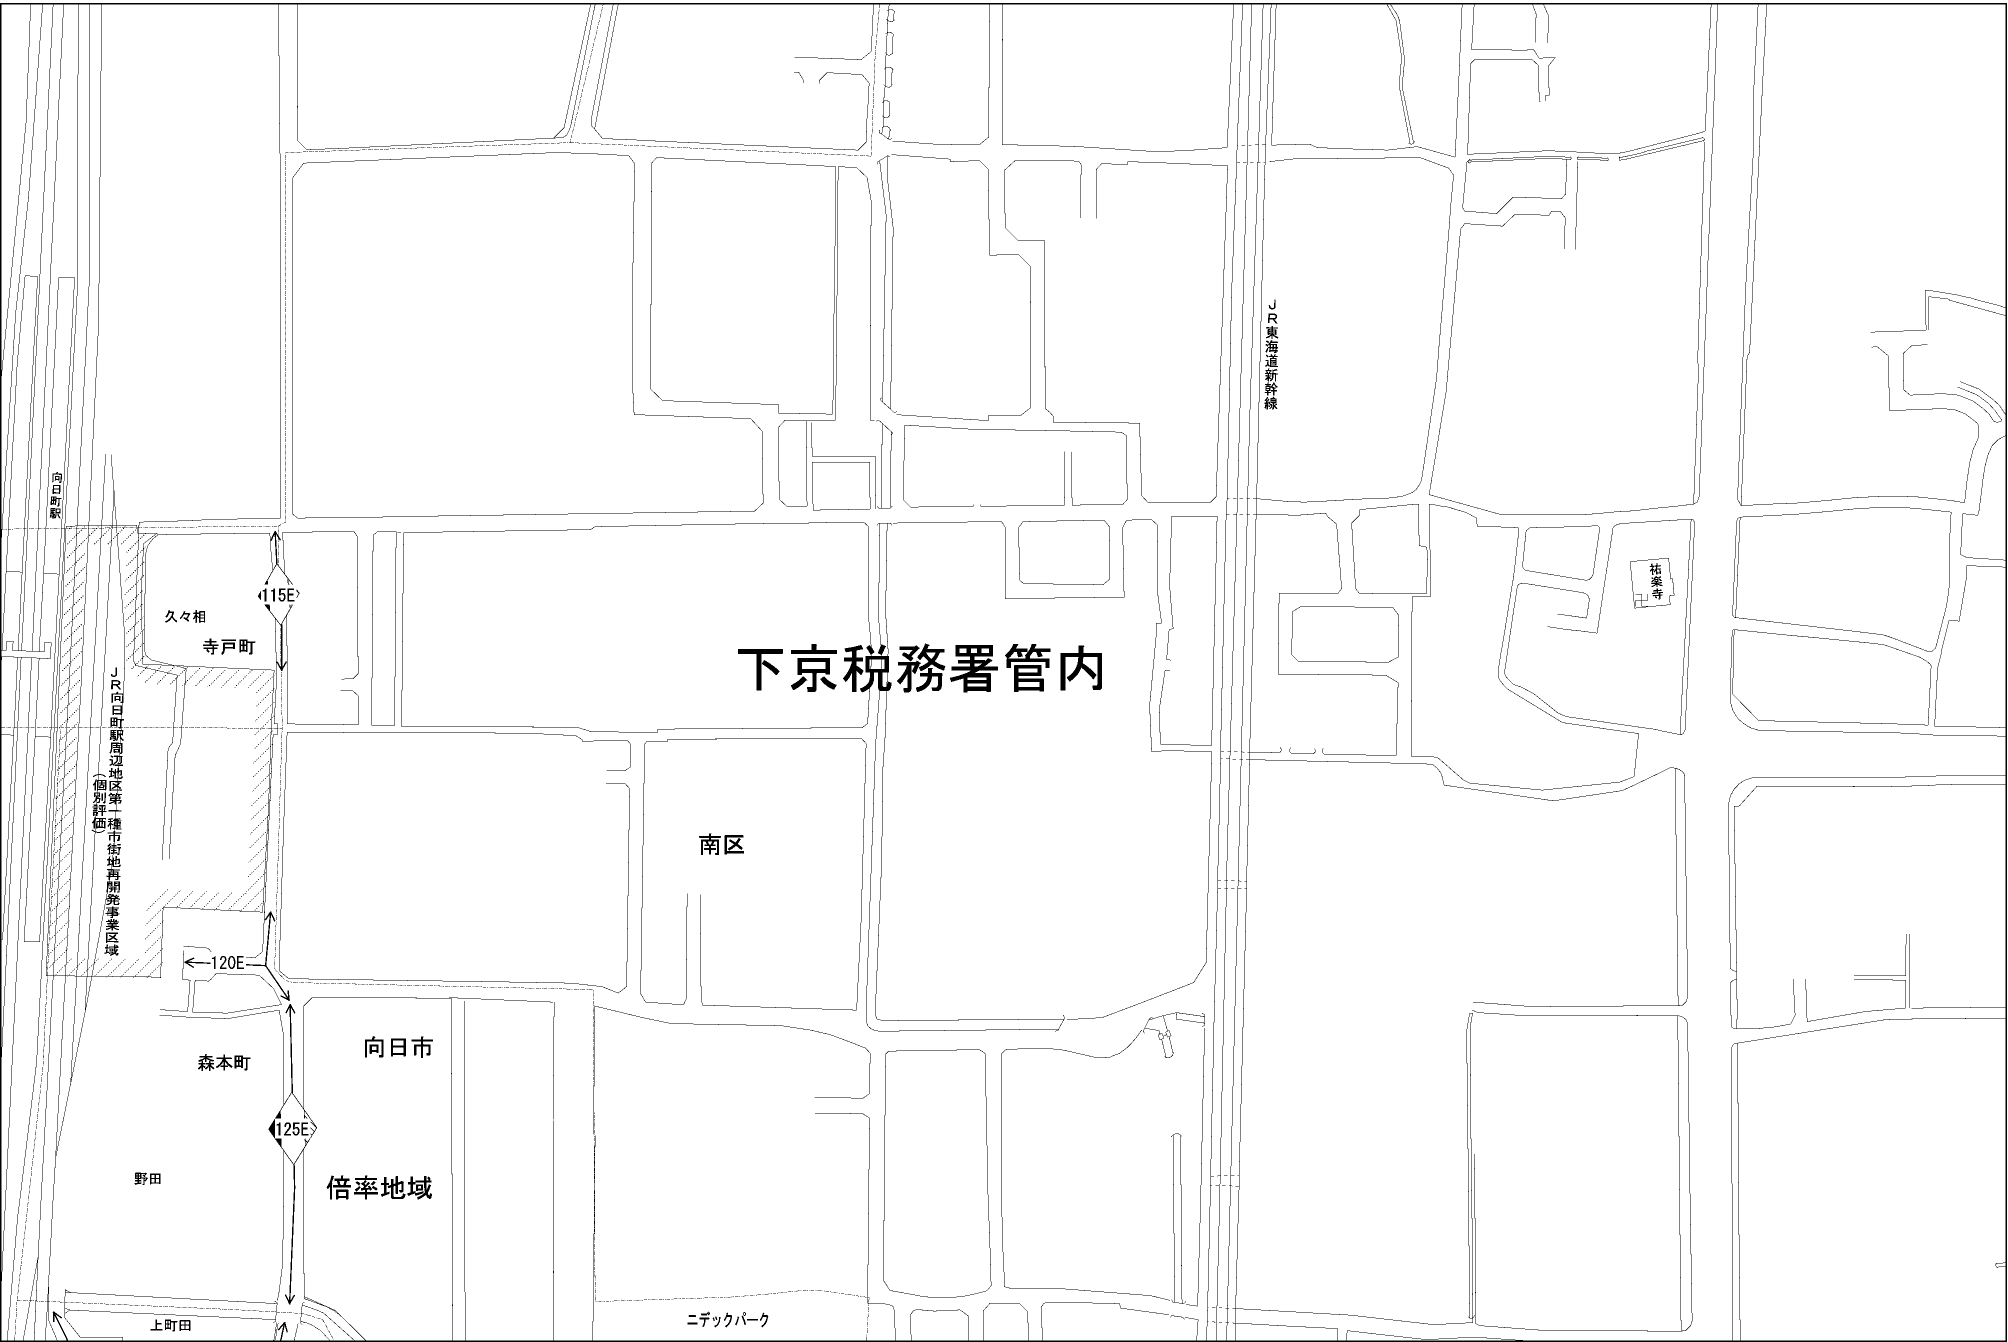 JR東海道新幹線
向日町駅
115E
祐楽寺
久々相
寺戸町
下京税務署管内
JR向日町駅周辺地区第一種市街地再開発事業区域
(個別評価)
南区
120E
向日市
森本町
125E
野田
倍率地域
上町田
ニデックパーク